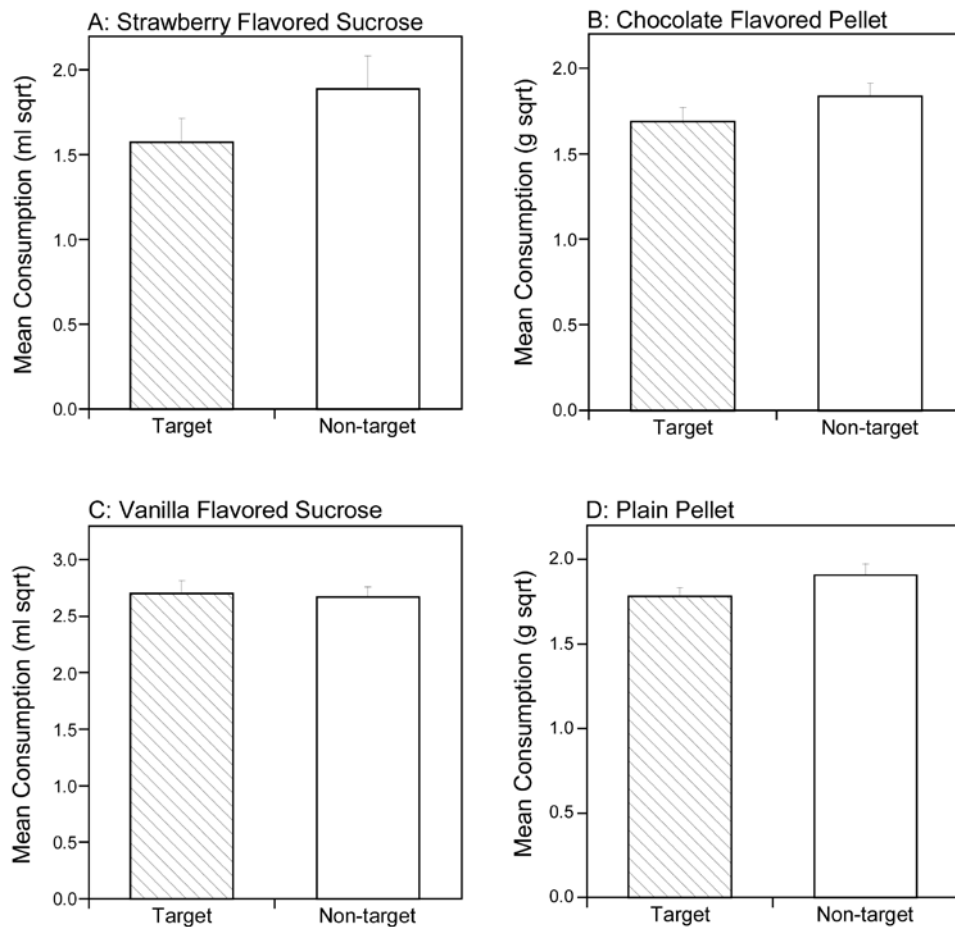 A: Strawberry Flavored Sucrose
Mean Consumption (ml sqrt)
2.0
1.5
1.0
0.5
0.0
Target Non-target
B: Chocolate Flavored Pellet
Mean Consumption (g sqrt)
2.0
1.5
1.0
0.5
0.0
Target Non-target
C: Vanilla Flavored Sucrose
Mean Consumption (ml sqrt)
3.0
2.5
2.0
1.5
1.0
0.5
0.0
Target Non-target
D: Plain Pellet
Mean Consumption (g sqrt)
2.0
1.5
1.0
0.5
0.0
Target Non-target